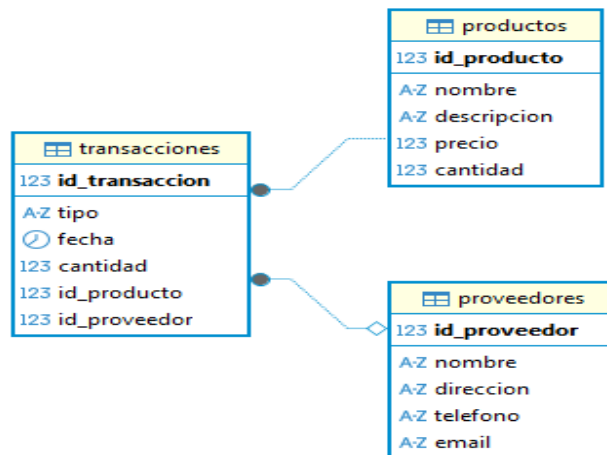 productos
123 id_producto
A-Z nombre
A-Z descripcion
123 precio
123 cantidad
transacciones
123 id_transaccion
A-Z tipo
fecha
123 cantidad
123 id_producto
123 id_proveedor
proveedores
123 id_proveedor
A-Z nombre
A-Z direccion
A-Z telefono
A-Z email